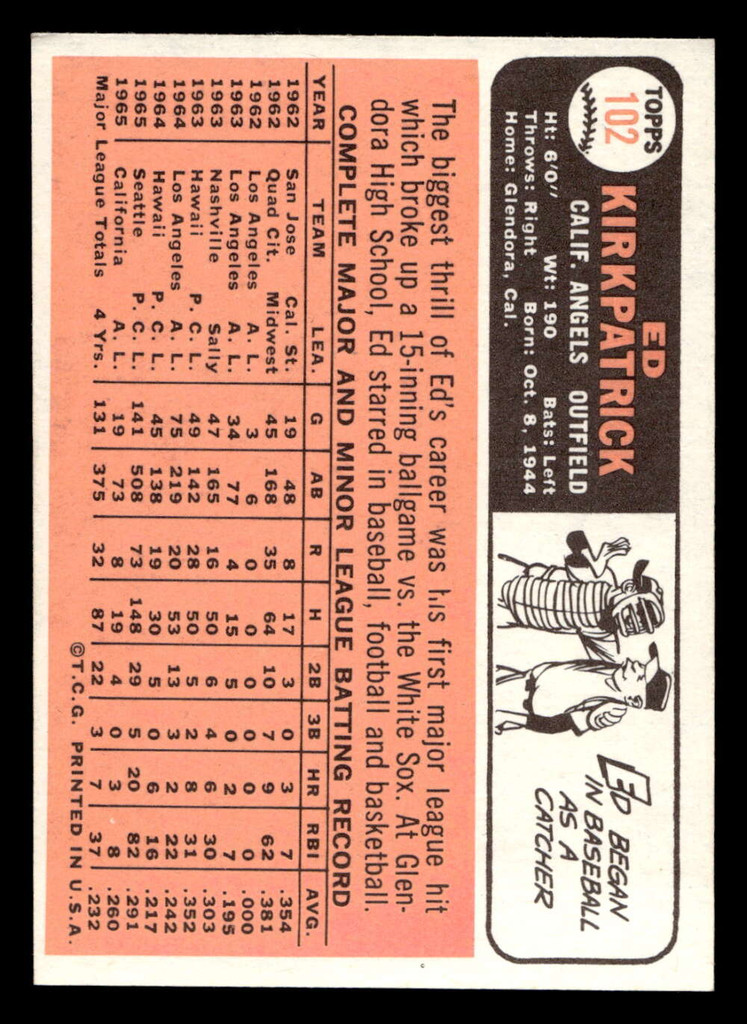 TOPPS
102
ED
KIRKPATRICK
CALIF. ANGELS OUTFIELD
Ht: 6'0" Wt: 190 Bats: Left
Throws: Right Born: Oct. 8, 1944
Home: Glendora, Cal.
ED BEGAN
IN BASEBALL
AS A
CATCHER
The biggest thrill of Ed's career was his first major league hit
which broke up a 15-inning ballgame vs. the White Sox. At Glen-
dora High School, Ed starred in baseball, football and basketball.
COMPLETE MAJOR AND MINOR LEAGUE BATTING RECORD
YEAR TEAM LEA. G AB R H 2B 3B HR RBI AVG.
1962 San Jose Cal. St. 19 48 8 17 3 0 3 7 .354
1962 Quad Cit. Midwest 45 168 35 64 10 7 9 62 .381
1962 Los Angeles A. L. 3 6 0 0 0 0 0 0 .000
1963 Los Angeles A. L. 34 77 4 15 5 0 2 7 .195
1963 Nashville Sally 47 165 16 50 6 4 6 30 .303
1963 Hawaii P. C. L. 49 142 28 50 5 2 8 31 .352
1964 Los Angeles A. L. 75 219 20 53 13 3 2 22 .242
1964 Hawaii P. C. L. 45 138 19 30 5 0 6 16 .217
1965 Seattle P. C. L. 141 508 73 148 29 5 20 82 .291
1965 California A. L. 19 73 8 19 4 0 3 8 .260
Major League Totals 4 Yrs. 131 375 32 87 22 3 7 37 .232
©T.C.G. PRINTED IN U.S.A.